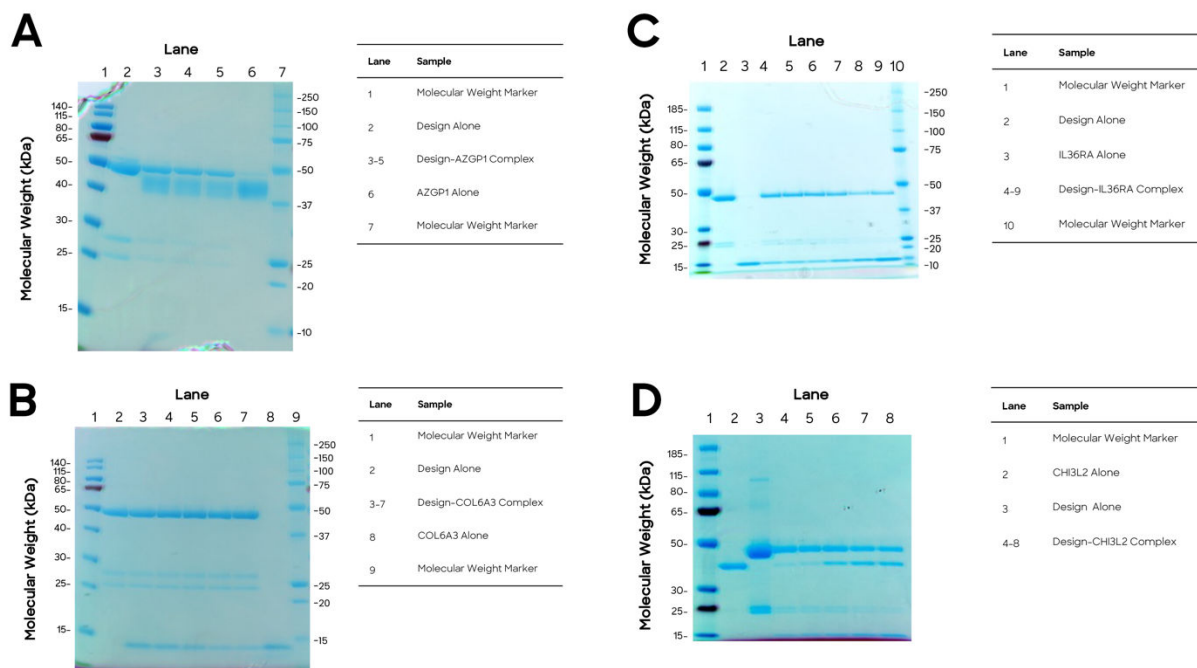 A
Lane
1 2 3 4 5 6 7
Molecular Weight (kDa)
140-
115-
80-
65-
50-
40-
30-
25-
15-
-250
-150
-100
-75
-50
-37
-25
-20
-10
Lane Sample
1 Molecular Weight Marker
2 Design Alone
3-5 Design-AZGP1 Complex
6 AZGP1 Alone
7 Molecular Weight Marker
C
Lane
1 2 3 4 5 6 7 8 9 10
Molecular Weight (kDa)
185-
115-
80-
65-
50-
30-
25-
15-
-250
-150
-100
-75
-50
-37
-25
-20
-10
Lane Sample
1 Molecular Weight Marker
2 Design Alone
3 IL36RA Alone
4-9 Design-IL36RA Complex
10 Molecular Weight Marker
B
Lane
1 2 3 4 5 6 7 8 9
Molecular Weight (kDa)
140-
115-
80-
65-
50-
40-
30-
25-
15-
-250
-150
-100
-75
-50
-37
-25
-20
-15
Lane Sample
1 Molecular Weight Marker
2 Design Alone
3-7 Design-COL6A3 Complex
8 COL6A3 Alone
9 Molecular Weight Marker
D
Lane
1 2 3 4 5 6 7 8
Molecular Weight (kDa)
185-
115-
80-
65-
50-
30-
25-
15-
Lane Sample
1 Molecular Weight Marker
2 CHI3L2 Alone
3 Design Alone
4-8 Design-CHI3L2 Complex